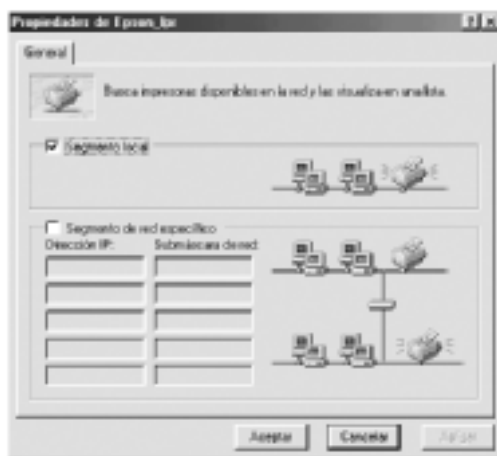 Propiedades de Epson_lpr
General
Busca impresoras disponibles en la red y las visualiza en una lista.
Segmento local
Segmento de red específico
Dirección IP:
Submáscara de red:
Aceptar
Cancelar
Aplicar